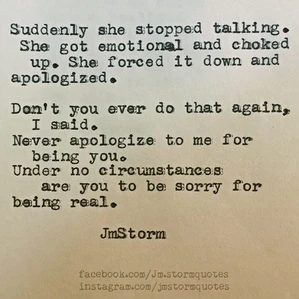 Suddenly she stopped talking.
She got emotional and choked
up. She forced it down and
apologized.
Don't you ever do that again,
I said.
Never apologize to me for
being you.
Under no circumstances
are you to be sorry for
being real.
JmStorm
facebook.com/Jm.stormquotes
instagram.com/jmstormquotes